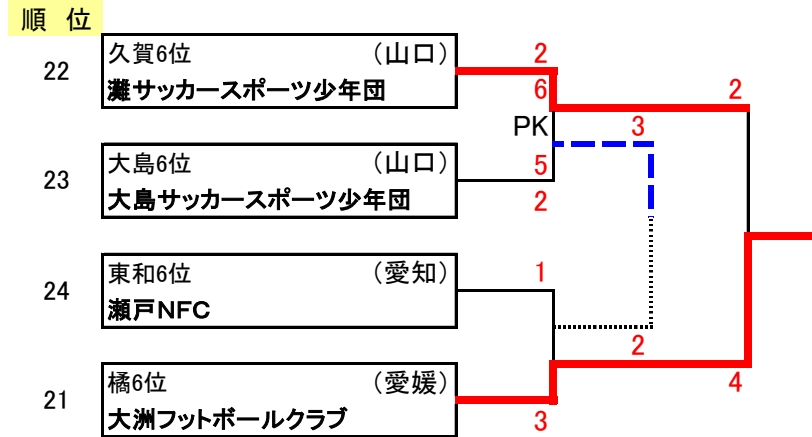 順 位
22
久賀6位 (山口)
灘サッカースポーツ少年団
2
6
PK
5
2
2
3
23
大島6位 (山口)
大島サッカースポーツ少年団
24
東和6位 (愛知)
瀬戸NFC
1
2
4
3
21
橘6位 (愛媛)
大洲フットボールクラブ